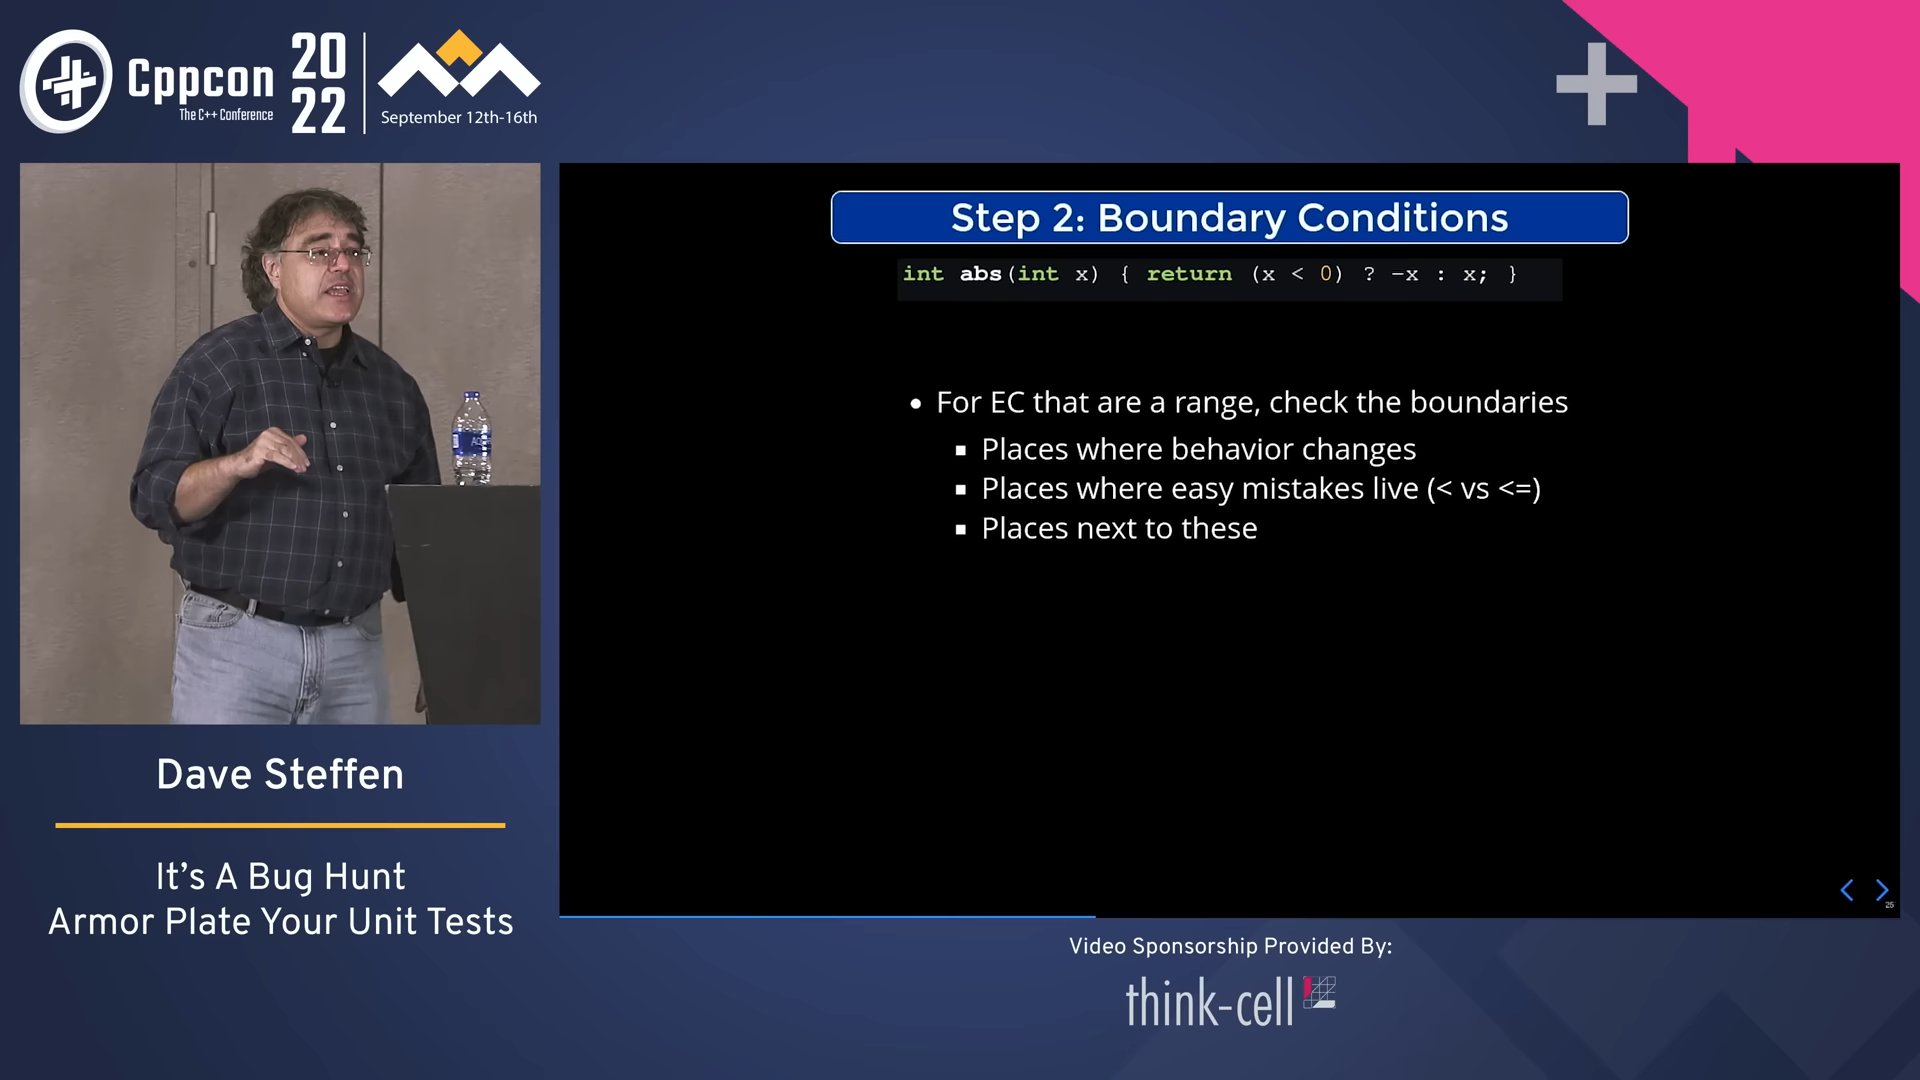 Cppcon
The C++ Conference
20
22
September 12th-16th
Step 2: Boundary Conditions
int abs(int x) { return (x < 0) ? -x : x; }
• For EC that are a range, check the boundaries
▪ Places where behavior changes
▪ Places where easy mistakes live (< vs <=)
▪ Places next to these
25
Dave Steffen
It's A Bug Hunt
Armor Plate Your Unit Tests
Video Sponsorship Provided By:
think-cell